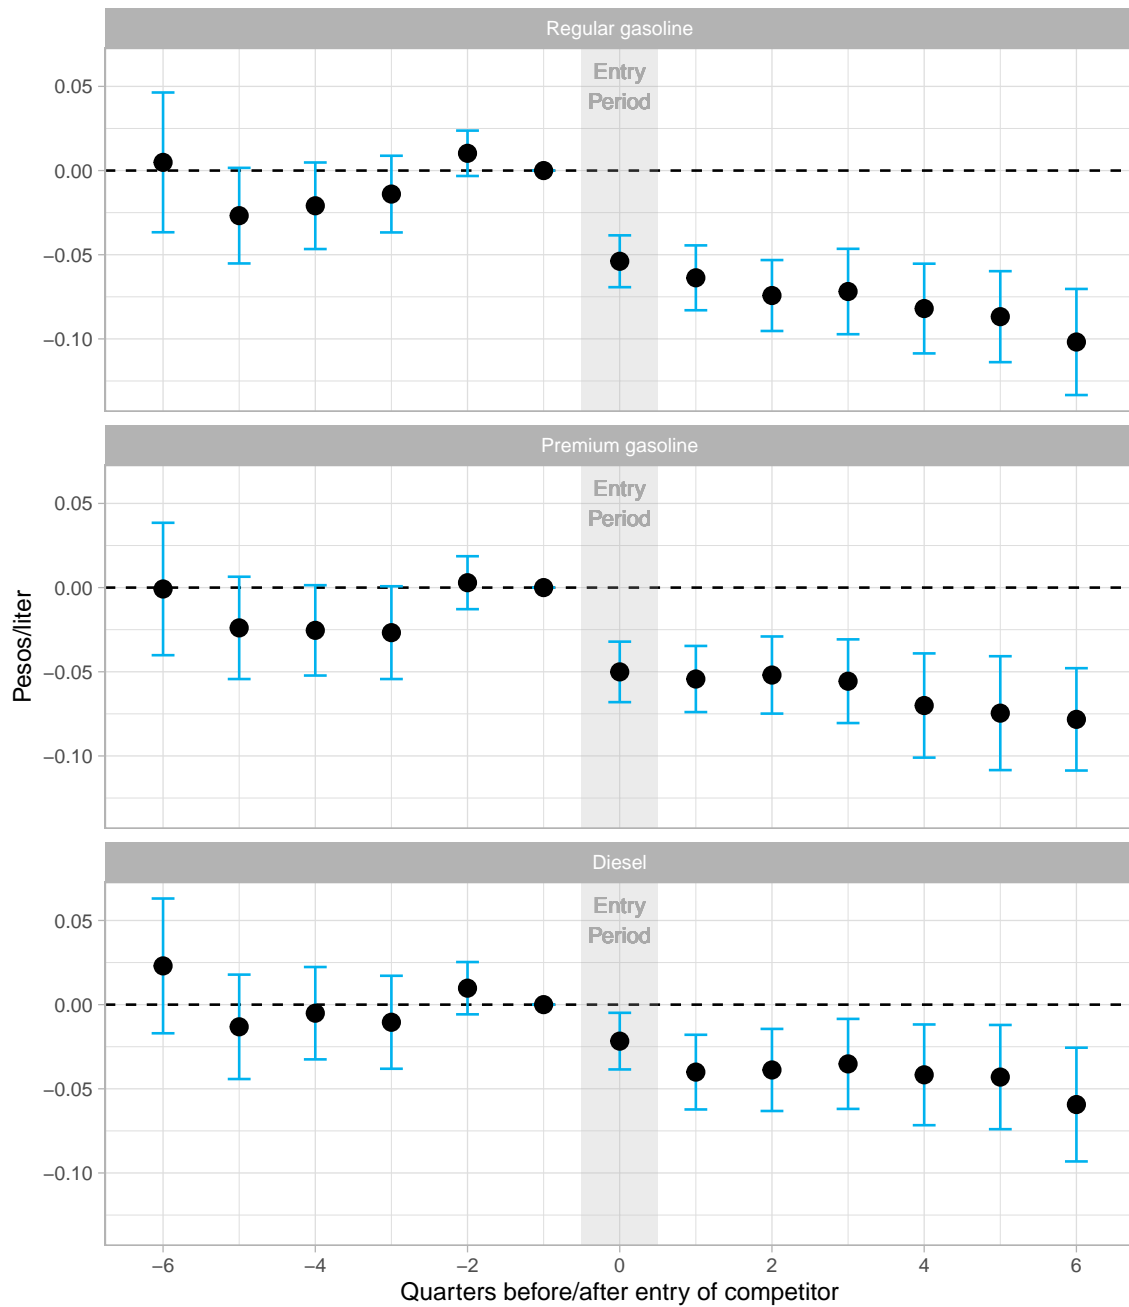 Regular gasoline
Entry
Period
0.05
0.00
−0.05
−0.10
Premium gasoline
Entry
Period
0.05
0.00
−0.05
−0.10
Pesos/liter
Diesel
Entry
Period
0.05
0.00
−0.05
−0.10
−6 −4 −2 0 2 4 6
Quarters before/after entry of competitor